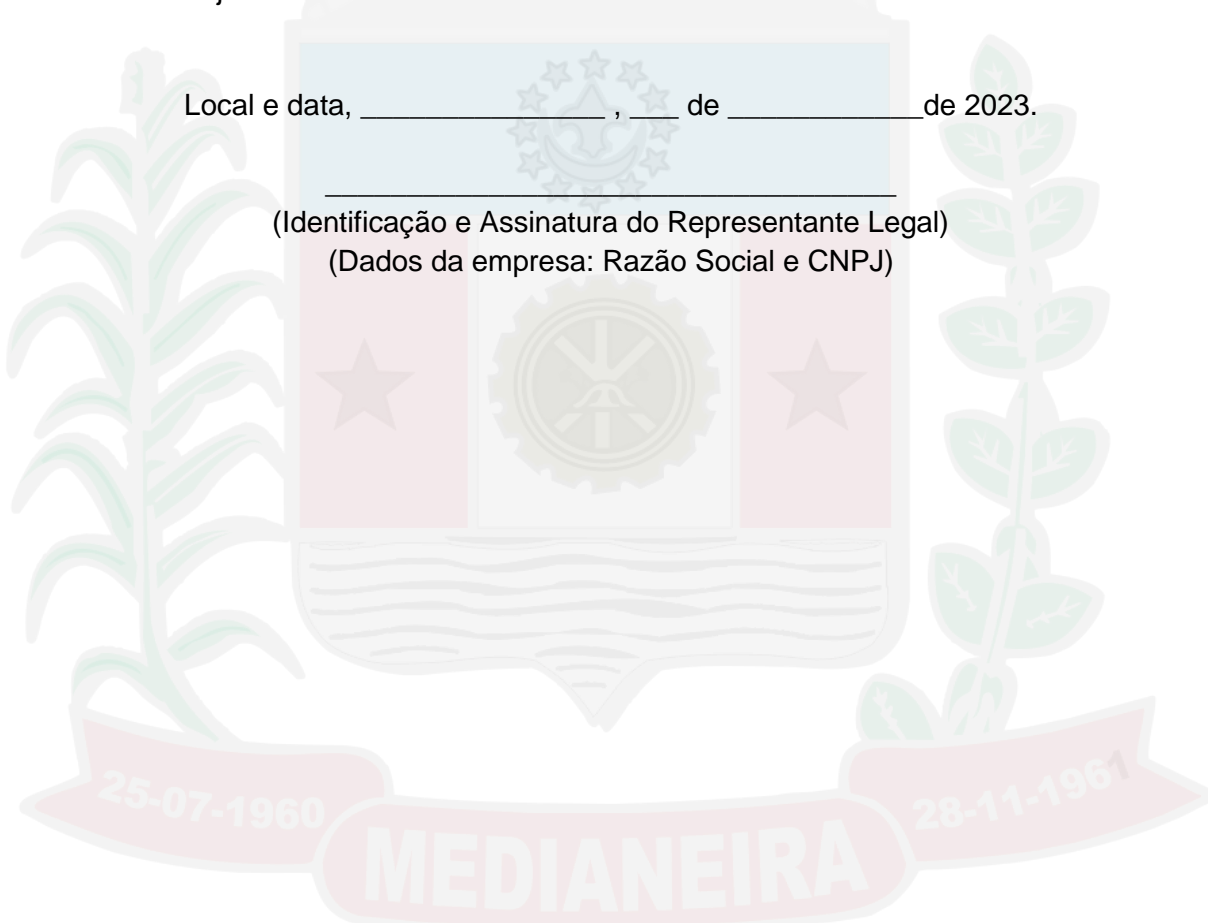 Local e data, _______________ , ___ de ____________de 2023.
___________________________________
(Identificação e Assinatura do Representante Legal)
(Dados da empresa: Razão Social e CNPJ)
25-07-1960
28-11-1961
MEDIANEIRA